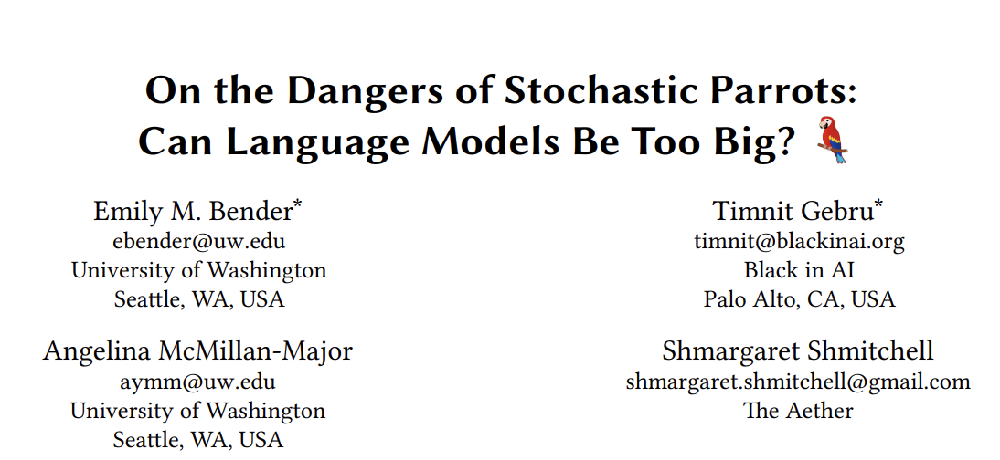 On the Dangers of Stochastic Parrots:
Can Language Models Be Too Big? 🦜
Emily M. Bender*
ebender@uw.edu
University of Washington
Seattle, WA, USA
Timnit Gebru*
timnit@blackinai.org
Black in AI
Palo Alto, CA, USA
Angelina McMillan-Major
aymm@uw.edu
University of Washington
Seattle, WA, USA
Shmargaret Shmitchell
shmargaret.shmitchell@gmail.com
The Aether